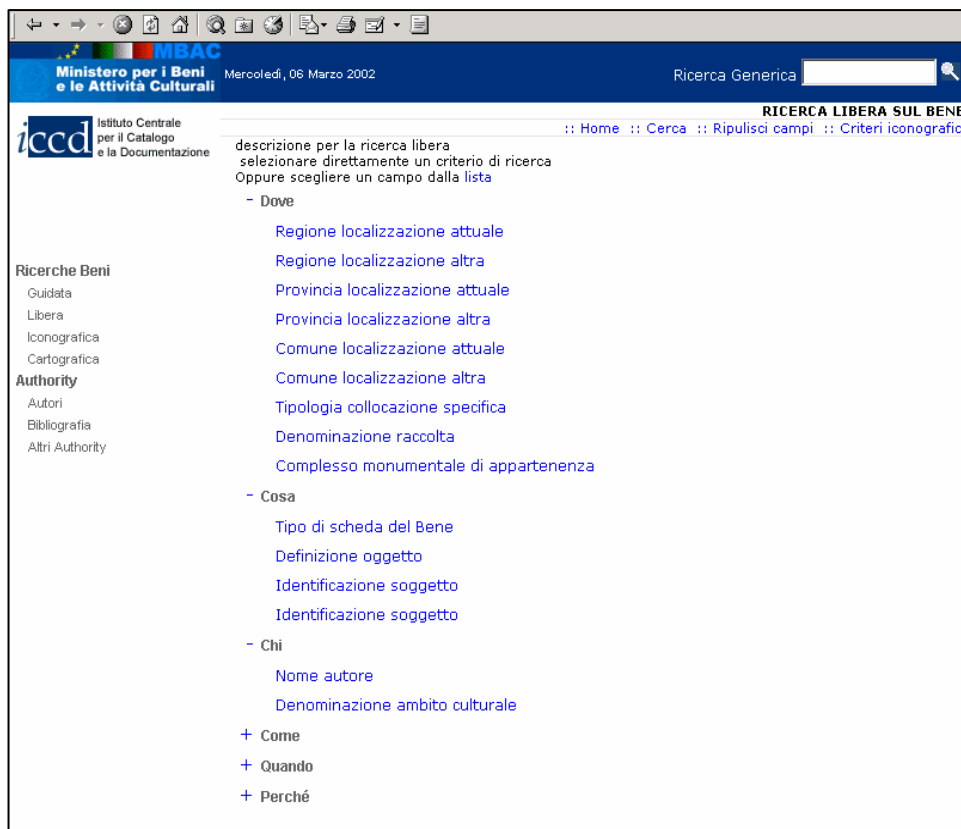 MBAC
Ministero per i Beni
e le Attività Culturali
Mercoledì, 06 Marzo 2002
Ricerca Generica
RICERCA LIBERA SUL BENE
:: Home :: Cerca :: Ripulisci campi :: Criteri iconografic
iccd
Istituto Centrale
per il Catalogo
e la Documentazione
descrizione per la ricerca libera
selezionare direttamente un criterio di ricerca
Oppure scegliere un campo dalla lista
Ricerche Beni
Guidata
Libera
Iconografica
Cartografica
Authority
Autori
Bibliografia
Altri Authority
- Dove
Regione localizzazione attuale
Regione localizzazione altra
Provincia localizzazione attuale
Provincia localizzazione altra
Comune localizzazione attuale
Comune localizzazione altra
Tipologia collocazione specifica
Denominazione raccolta
Complesso monumentale di appartenenza
- Cosa
Tipo di scheda del Bene
Definizione oggetto
Identificazione soggetto
Identificazione soggetto
- Chi
Nome autore
Denominazione ambito culturale
+ Come
+ Quando
+ Perché